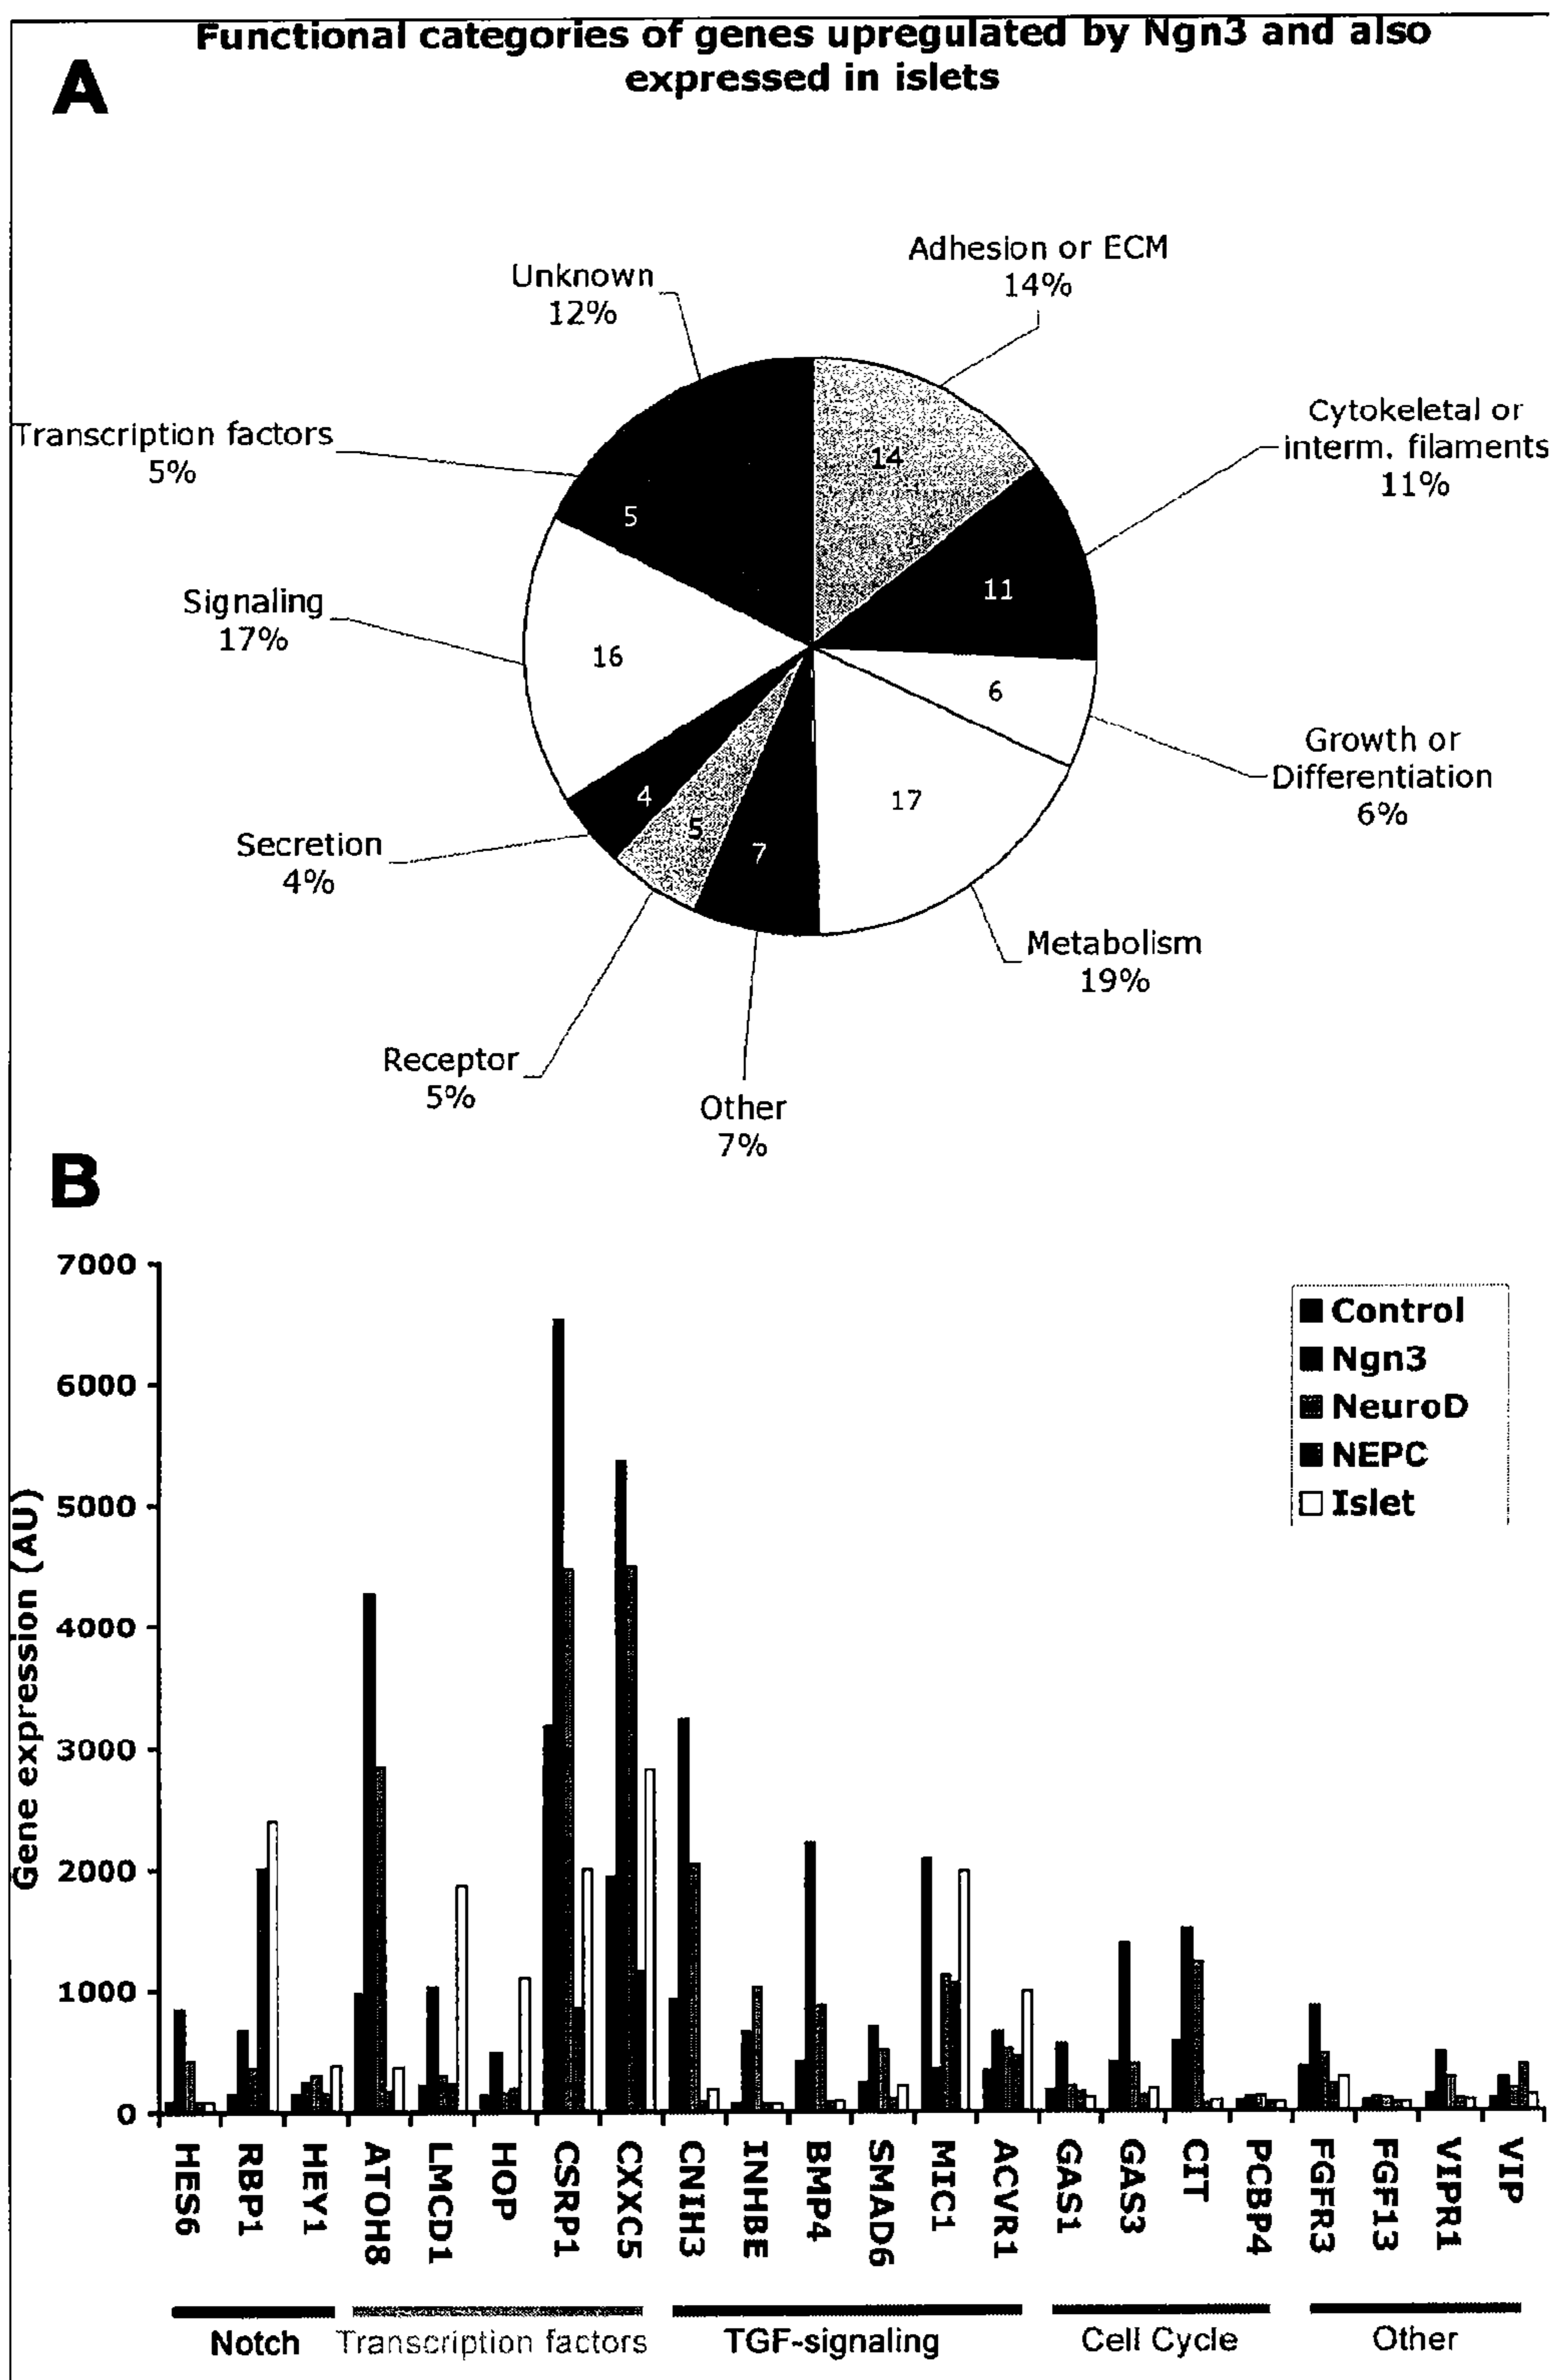 Functional categories of genes upregulated by Ngn3 and also
expressed in islets
A
Adhesion or ECM
14%
Unknown
12%
Cytokeletal or
interm. filaments
11%
Transcription factors
5%
14
5
11
Signaling
17%
16
6
Growth or
Differentiation
6%
17
4
5
7
Secretion
4%
Metabolism
19%
Receptor
5%
Other
7%
B
7000
6000
5000
4000
3000
2000
1000
0
Gene expression (AU)
Control
Ngn3
NeuroD
NEPC
Islet
HES6
RBP1
HEY1
ATOH8
LMCD1
HOP
CSRP1
CXXC5
CNIH3
INHBE
BMP4
SMAD6
MIC1
ACVR1
GAS1
GAS3
CIT
PCBP4
FGFR3
FGF13
VIPR1
VIP
Notch
Transcription factors
TGF-signaling
Cell Cycle
Other